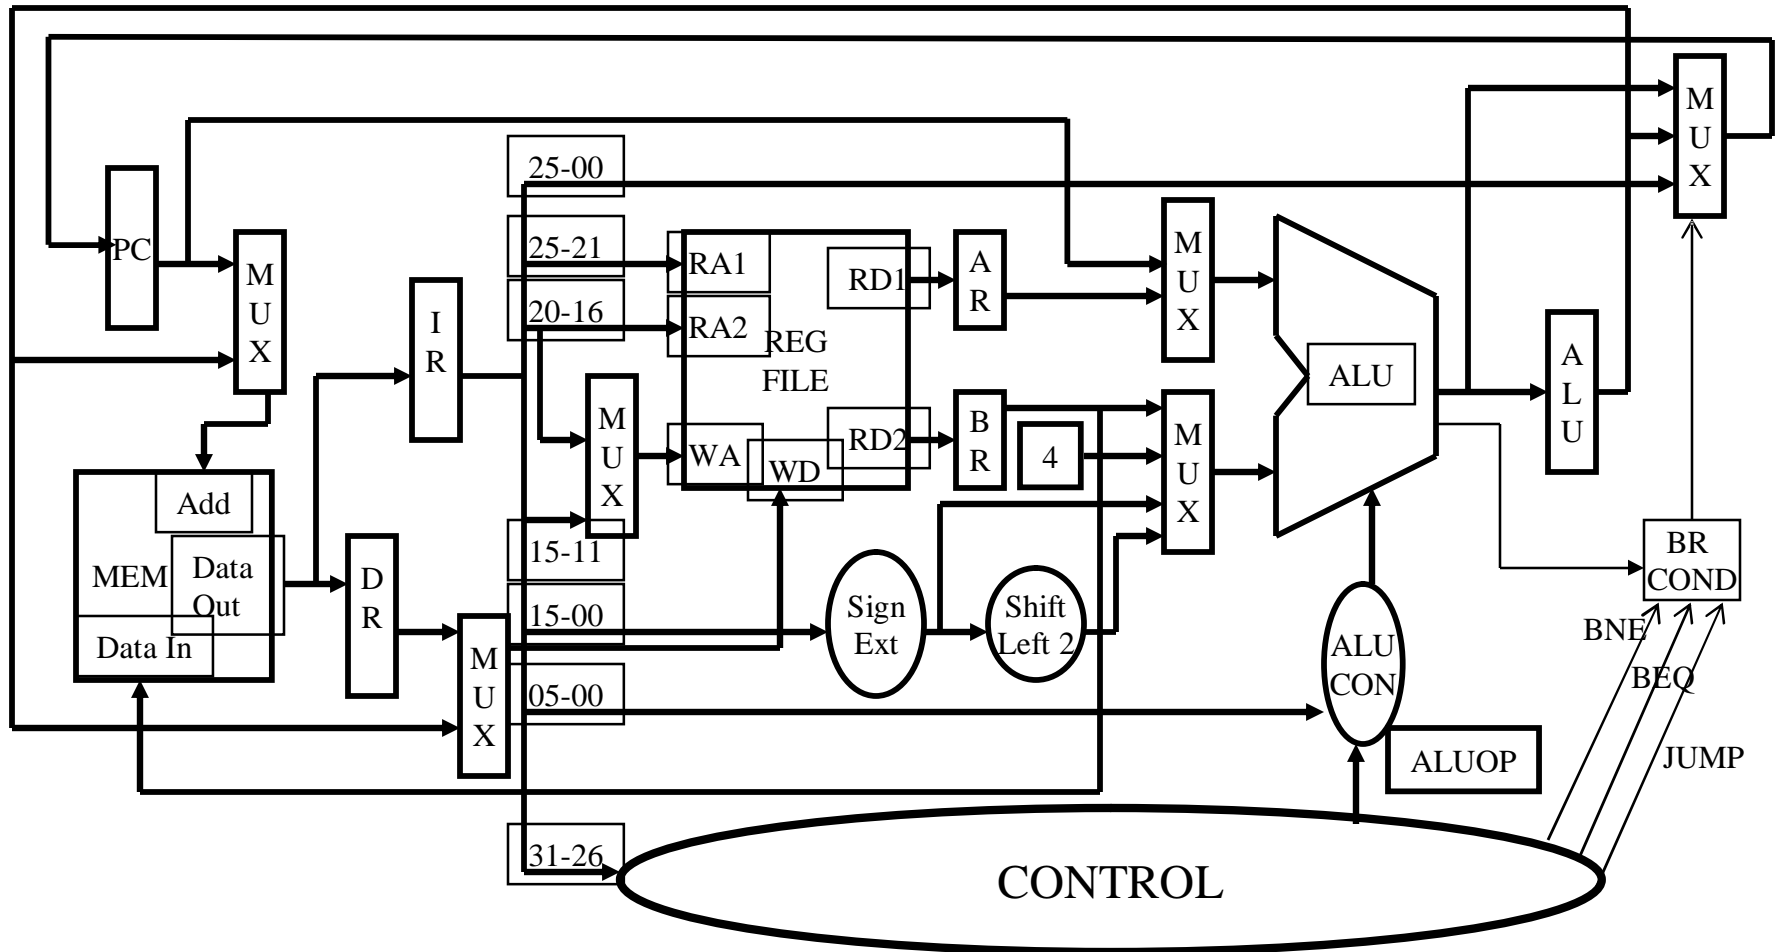 25-00
25-21
20-16
15-11
15-00
05-00
31-26
PC
M
U
X
I
R
MEM
Add
Data
Out
Data In
D
R
M
U
X
M
U
X
RA1
RA2
REG
FILE
WA
WD
RD1
RD2
A
R
B
R
4
Sign
Ext
Shift
Left 2
M
U
X
M
U
X
ALU
A
L
U
M
U
X
BR
COND
BNE
BEQ
JUMP
ALU
CON
ALUOP
CONTROL